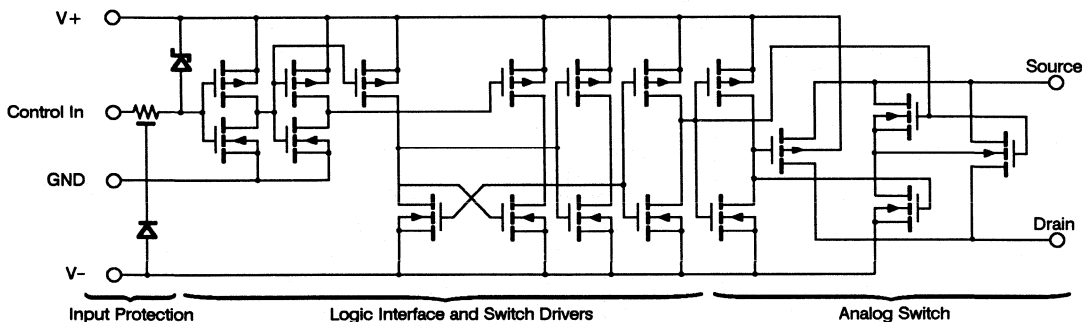 V+
Source
Control In
GND
Drain
V-
Input Protection
Logic Interface and Switch Drivers
Analog Switch